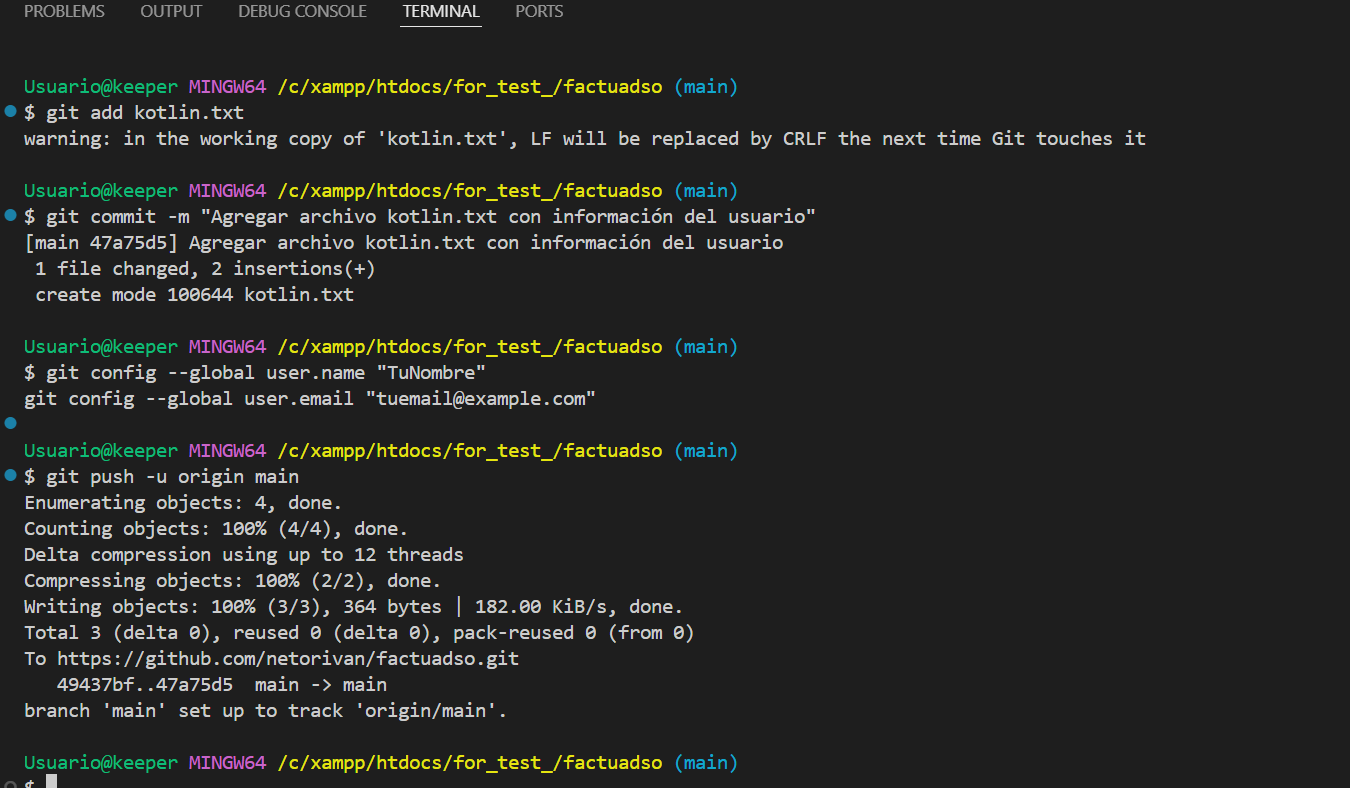 PROBLEMS OUTPUT DEBUG CONSOLE TERMINAL PORTS
Usuario@keeper MINGW64 /c/xampp/htdocs/for_test_/factuadso (main)
$ git add kotlin.txt
warning: in the working copy of 'kotlin.txt', LF will be replaced by CRLF the next time Git touches it
Usuario@keeper MINGW64 /c/xampp/htdocs/for_test_/factuadso (main)
$ git commit -m "Agregar archivo kotlin.txt con información del usuario"
[main 47a75d5] Agregar archivo kotlin.txt con información del usuario
1 file changed, 2 insertions(+)
create mode 100644 kotlin.txt
Usuario@keeper MINGW64 /c/xampp/htdocs/for_test_/factuadso (main)
$ git config --global user.name "TuNombre"
git config --global user.email "tuemail@example.com"
Usuario@keeper MINGW64 /c/xampp/htdocs/for_test_/factuadso (main)
$ git push -u origin main
Enumerating objects: 4, done.
Counting objects: 100% (4/4), done.
Delta compression using up to 12 threads
Compressing objects: 100% (2/2), done.
Writing objects: 100% (3/3), 364 bytes | 182.00 KiB/s, done.
Total 3 (delta 0), reused 0 (delta 0), pack-reused 0 (from 0)
To https://github.com/netorivan/factuadso.git
49437bf..47a75d5 main -> main
branch 'main' set up to track 'origin/main'.
Usuario@keeper MINGW64 /c/xampp/htdocs/for_test_/factuadso (main)
$